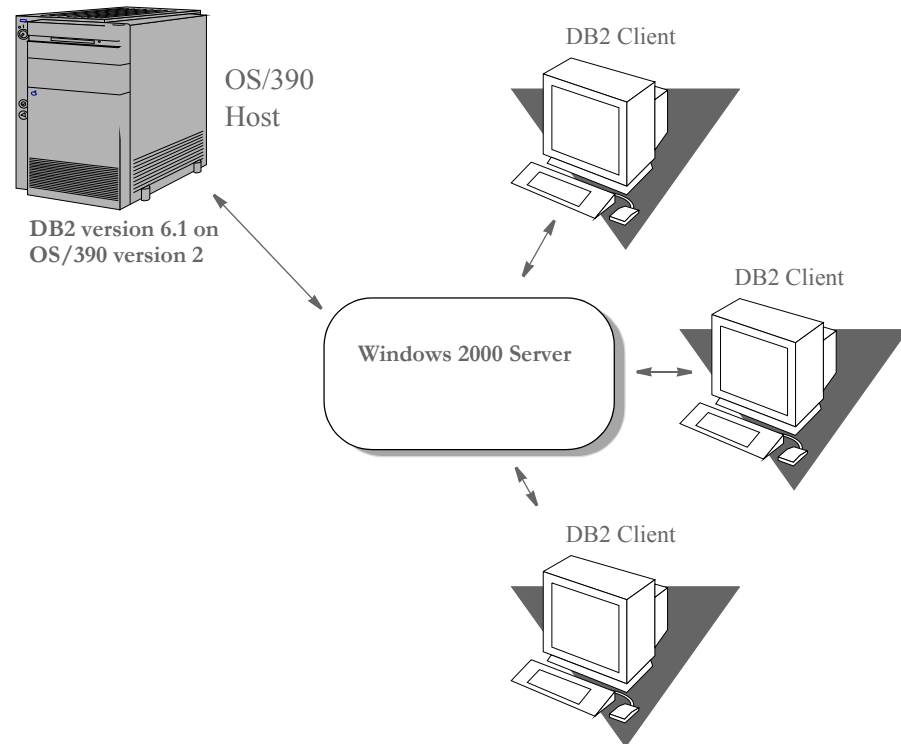 DB2 Client
OS/390
Host
DB2 version 6.1 on
OS/390 version 2
DB2 Client
Windows 2000 Server
DB2 Client